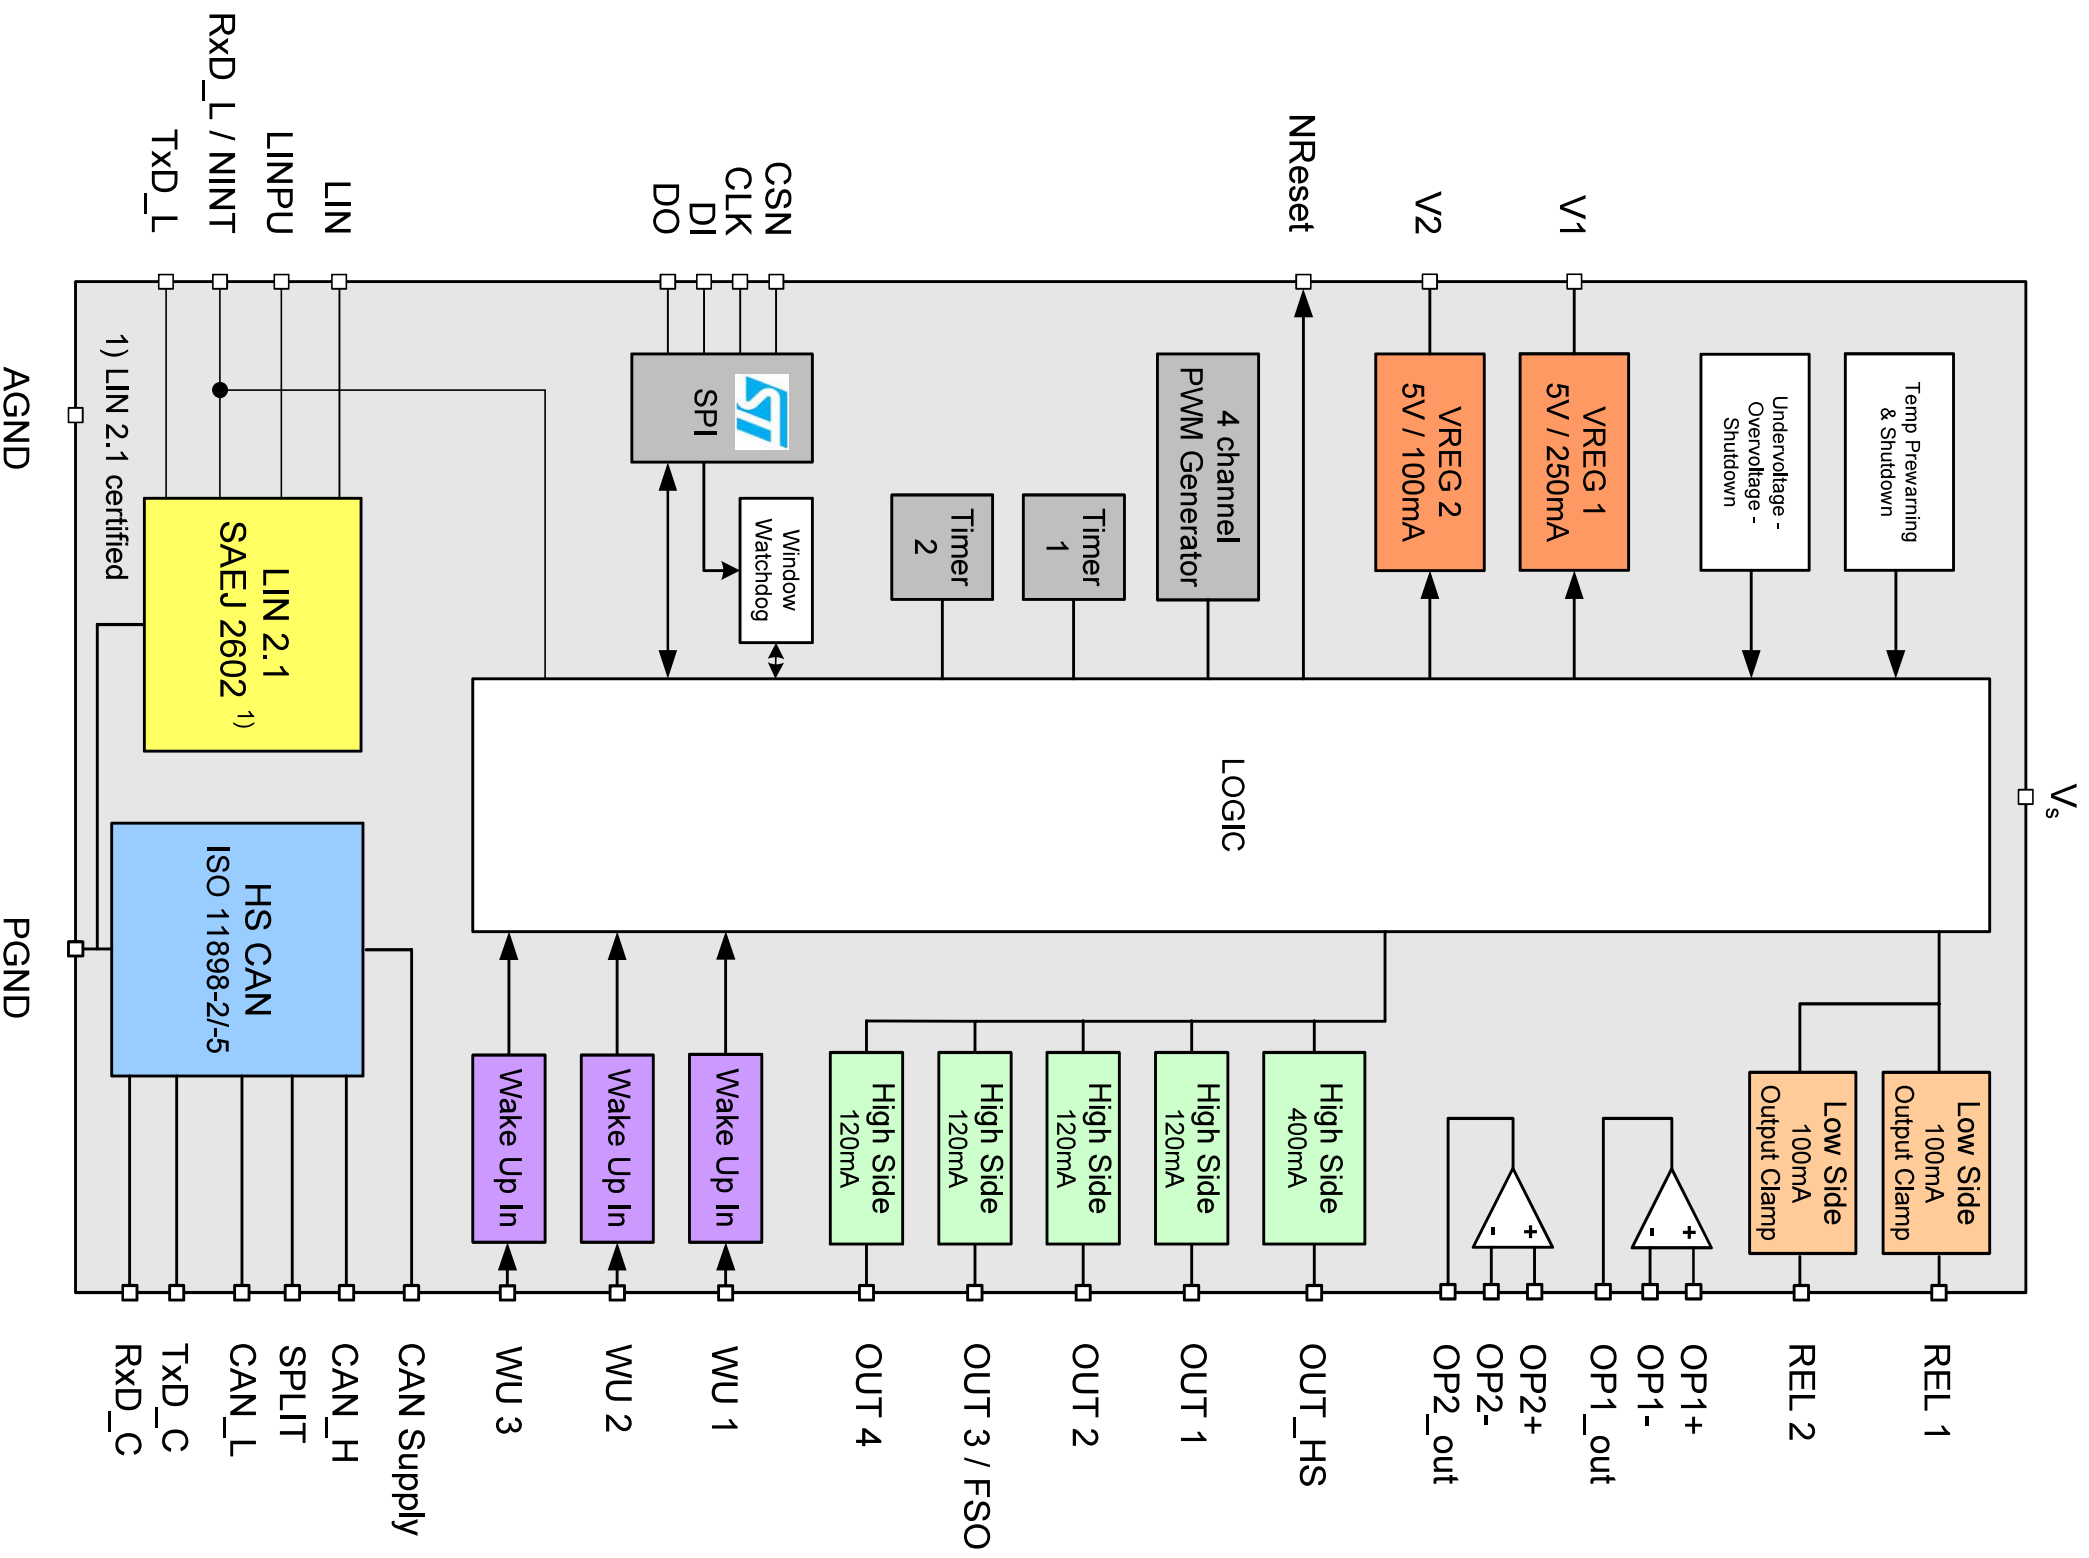 Vs
Temp Prewarning
& Shutdown
Undervoltage -
Overvoltage -
Shutdown
V1
VREG 1
5V / 250mA
V2
VREG 2
5V / 100mA
NReset
4 channel
PWM Generator
Timer
1
Timer
2
CSN
CLK
DI
DO
ST
SPI
Window
Watchdog
LIN
LINPU
RxD_L / NINT
TxD_L
LIN 2.1
SAEJ 2602 1)
1) LIN 2.1 certified
LOGIC
Low Side
100mA
Output Clamp
REL 1
Low Side
100mA
Output Clamp
REL 2
+
-
OP1+
OP1-
OP1_out
+
-
OP2+
OP2-
OP2_out
High Side
400mA
OUT_HS
High Side
120mA
OUT 1
High Side
120mA
OUT 2
High Side
120mA
OUT 3 / FSO
High Side
120mA
OUT 4
Wake Up In
WU 1
Wake Up In
WU 2
Wake Up In
WU 3
HS CAN
ISO 11898-2/-5
CAN Supply
CAN_H
SPLIT
CAN_L
TxD_C
RxD_C
AGND
PGND